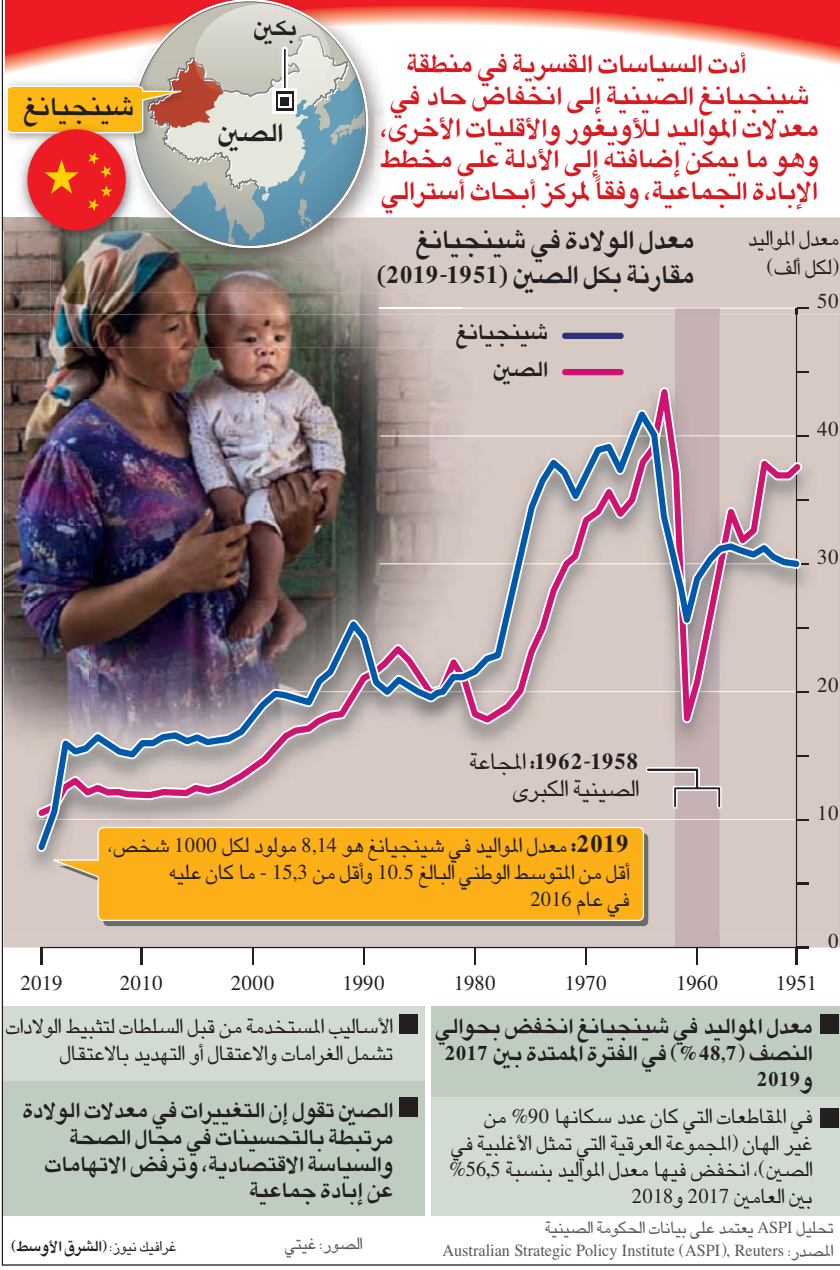 بكين
شينجيانغ
الصين
أدت السياسات القسرية في منطقة
شينجيانغ الصينية إلى انخفاض حاد في
معدلات المواليد للأويغور والأقليات الأخرى،
وهو ما يمكن إضافته إلى الأدلة على مخطط
الإبادة الجماعية، وفقاً لمركز أبحاث أسترالي
معدل المواليد
(لكل ألف)
معدل الولادة في شينجيانغ
مقارنة بكل الصين (1951-2019)
شينجيانغ
الصين
50
40
30
20
10
0
1958-1962: المجاعة
الصينية الكبرى
2019: معدل المواليد في شينجيانغ هو 8,14 مولود لكل 1000 شخص،
أقل من المتوسط الوطني البالغ 10.5 وأقل من 15,3 - ما كان عليه
في عام 2016
2019 2010 2000 1990 1980 1970 1960 1951
معدل المواليد في شينجيانغ انخفض بحوالي
النصف (48,7%) في الفترة الممتدة بين 2017
و2019
في المقاطعات التي كان عدد سكانها 90% من
غير الهان (المجموعة العرقية التي تمثل الأغلبية في
الصين)، انخفض فيها معدل المواليد بنسبة 56,5%
بين العامين 2017 و2018
الأساليب المستخدمة من قبل السلطات لتثبيط الولادات
تشمل الغرامات والاعتقال أو التهديد بالاعتقال
الصين تقول إن التغييرات في معدلات الولادة
مرتبطة بالتحسينات في مجال الصحة
والسياسة الاقتصادية، وترفض الاتهامات
عن إبادة جماعية
تحليل ASPI يعتمد على بيانات الحكومة الصينية
المصدر: Australian Strategic Policy Institute (ASPI), Reuters
الصور: غيتي
غرافيك نيوز: (الشرق الأوسط)